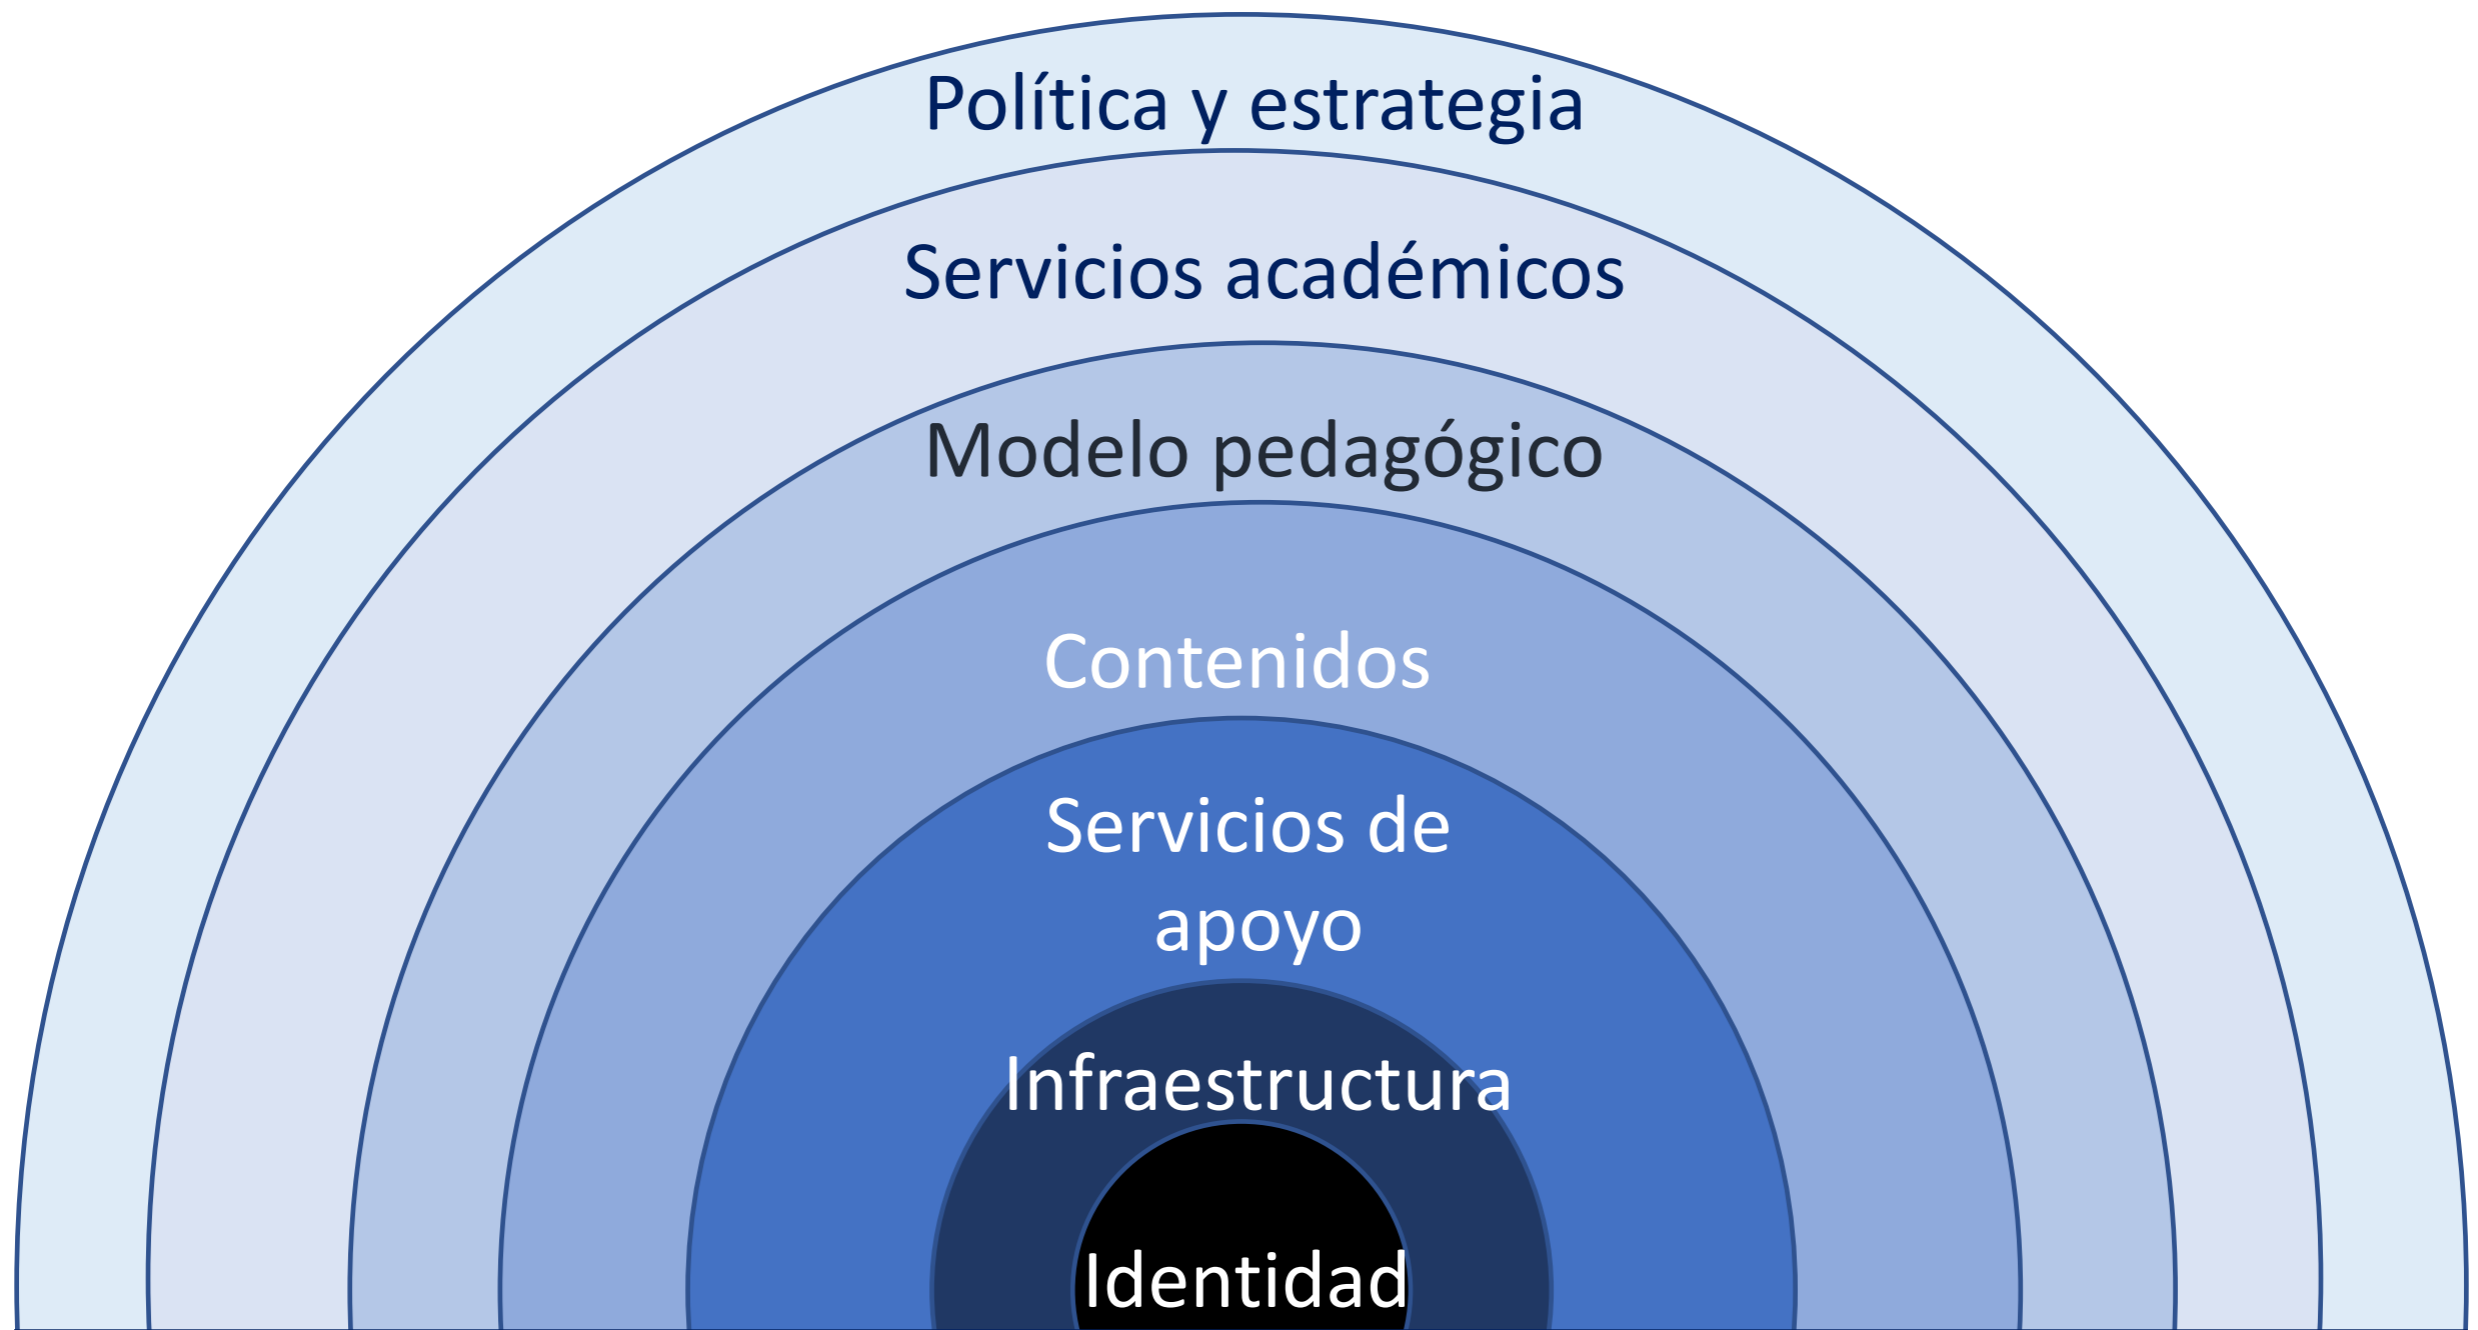 Política y estrategia
Servicios académicos
Modelo pedagógico
Contenidos
Servicios de
apoyo
Infraestructura
Identidad